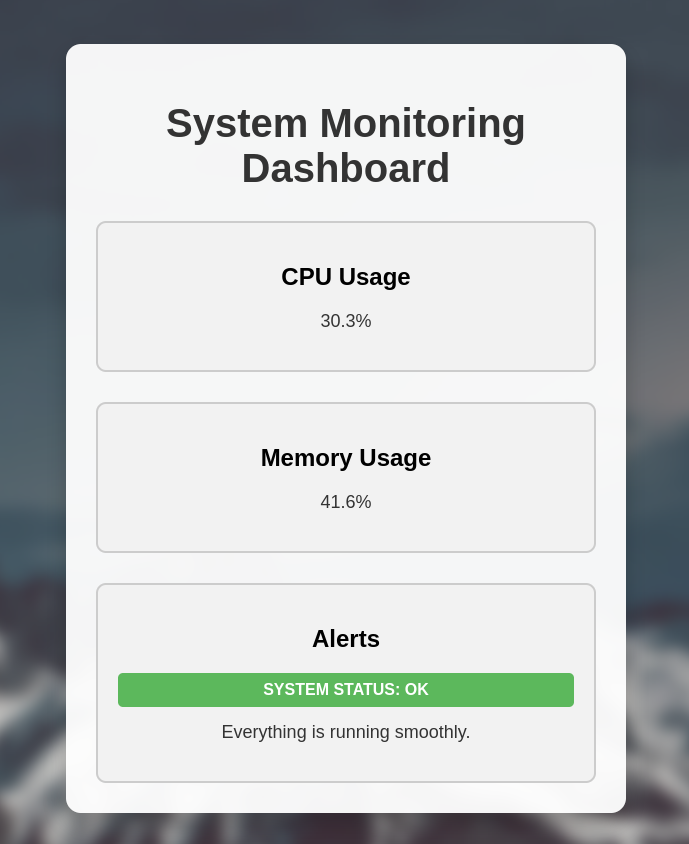 System Monitoring
Dashboard
CPU Usage
30.3%
Memory Usage
41.6%
Alerts
SYSTEM STATUS: OK
Everything is running smoothly.